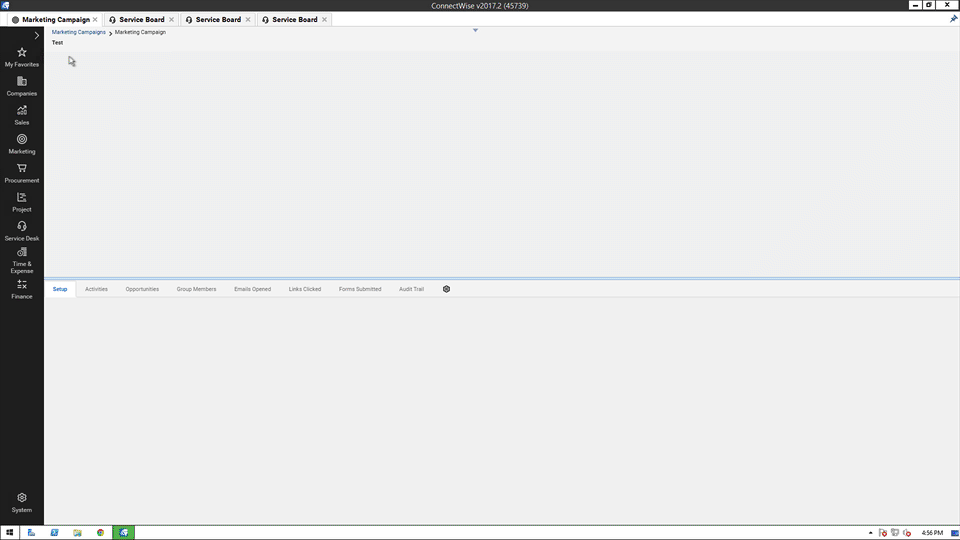 ConnectWise v2017.2 (45739)
Marketing Campaign
Service Board
Service Board
Service Board
Marketing Campaigns > Marketing Campaign
Test
My Favorites
Companies
Sales
Marketing
Procurement
Project
Service Desk
Time &
Expense
Finance
System
Setup
Activities
Opportunities
Group Members
Emails Opened
Links Clicked
Forms Submitted
Audit Trail
4:56 PM